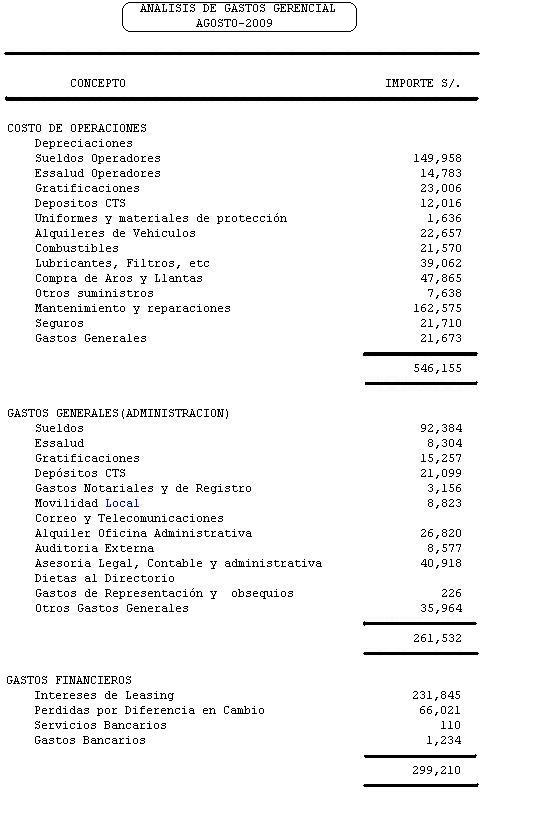 ANALISIS DE GASTOS GERENCIAL
AGOSTO-2009
CONCEPTO IMPORTE S/.
COSTO DE OPERACIONES
Depreciaciones
Sueldos Operadores 149,958
Essalud Operadores 14,783
Gratificaciones 23,006
Depositos CTS 12,016
Uniformes y materiales de protección 1,636
Alquileres de Vehiculos 22,657
Combustibles 21,570
Lubricantes, Filtros, etc 39,062
Compra de Aros y Llantas 47,865
Otros suministros 7,638
Mantenimiento y reparaciones 162,575
Seguros 21,710
Gastos Generales 21,673
546,155
GASTOS GENERALES(ADMINISTRACION)
Sueldos 92,384
Essalud 8,304
Gratificaciones 15,257
Depósitos CTS 21,099
Gastos Notariales y de Registro 3,156
Movilidad Local 8,823
Correo y Telecomunicaciones
Alquiler Oficina Administrativa 26,820
Auditoria Externa 8,577
Asesoria Legal, Contable y administrativa 40,918
Dietas al Directorio
Gastos de Representación y obsequios 226
Otros Gastos Generales 35,964
261,532
GASTOS FINANCIEROS
Intereses de Leasing 231,845
Perdidas por Diferencia en Cambio 66,021
Servicios Bancarios 110
Gastos Bancarios 1,234
299,210